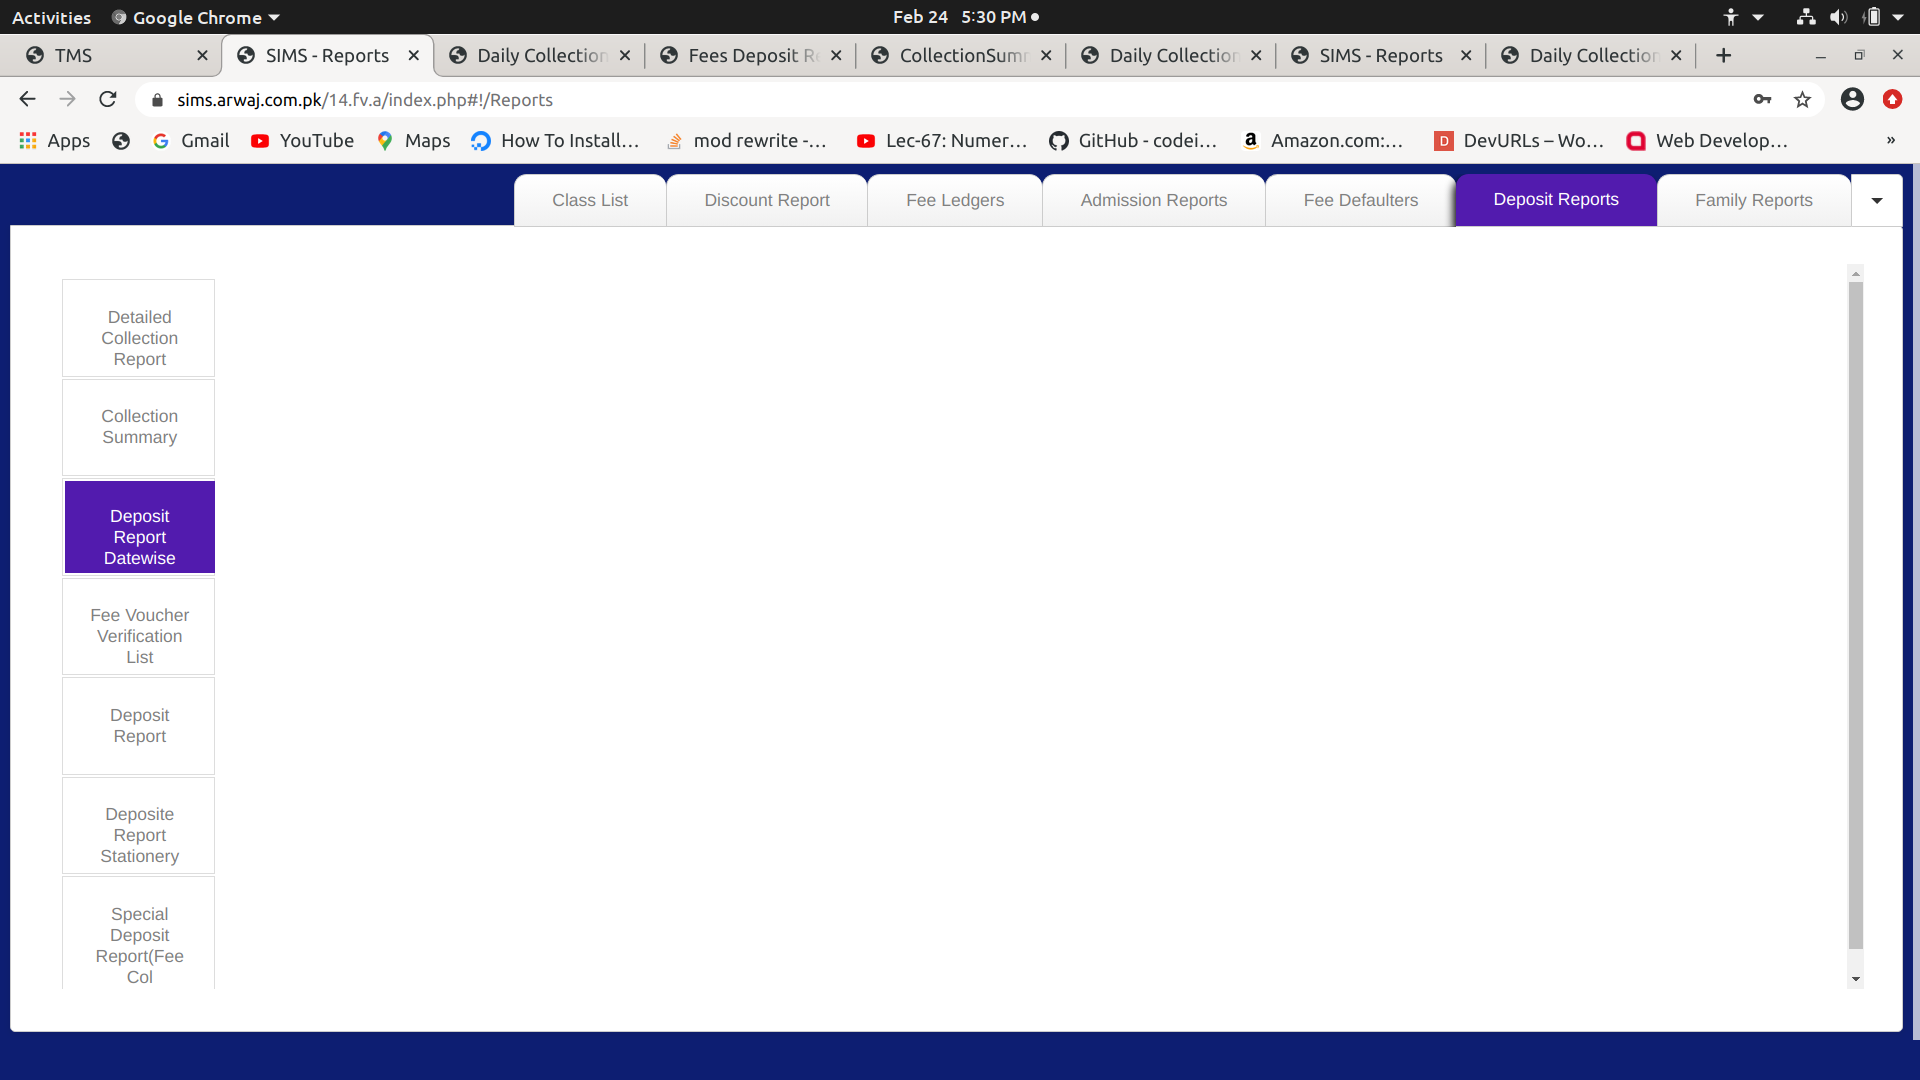 Activities Google Chrome Feb 24 5:30 PM
TMS SIMS - Reports Daily Collection Fees Deposit Re CollectionSum Daily Collection SIMS - Reports Daily Collection
sims.arwaj.com.pk/14.fv.a/index.php#!/Reports
Apps Gmail YouTube Maps How To Install... mod rewrite -... Lec-67: Numer... GitHub - codei... a Amazon.com:... D DevURLs – Wo... Web Develop... »
Class List Discount Report Fee Ledgers Admission Reports Fee Defaulters Deposit Reports Family Reports
Detailed
Collection
Report
Collection
Summary
Deposit
Report
Datewise
Fee Voucher
Verification
List
Deposit
Report
Deposite
Report
Stationery
Special
Deposit
Report(Fee
Col